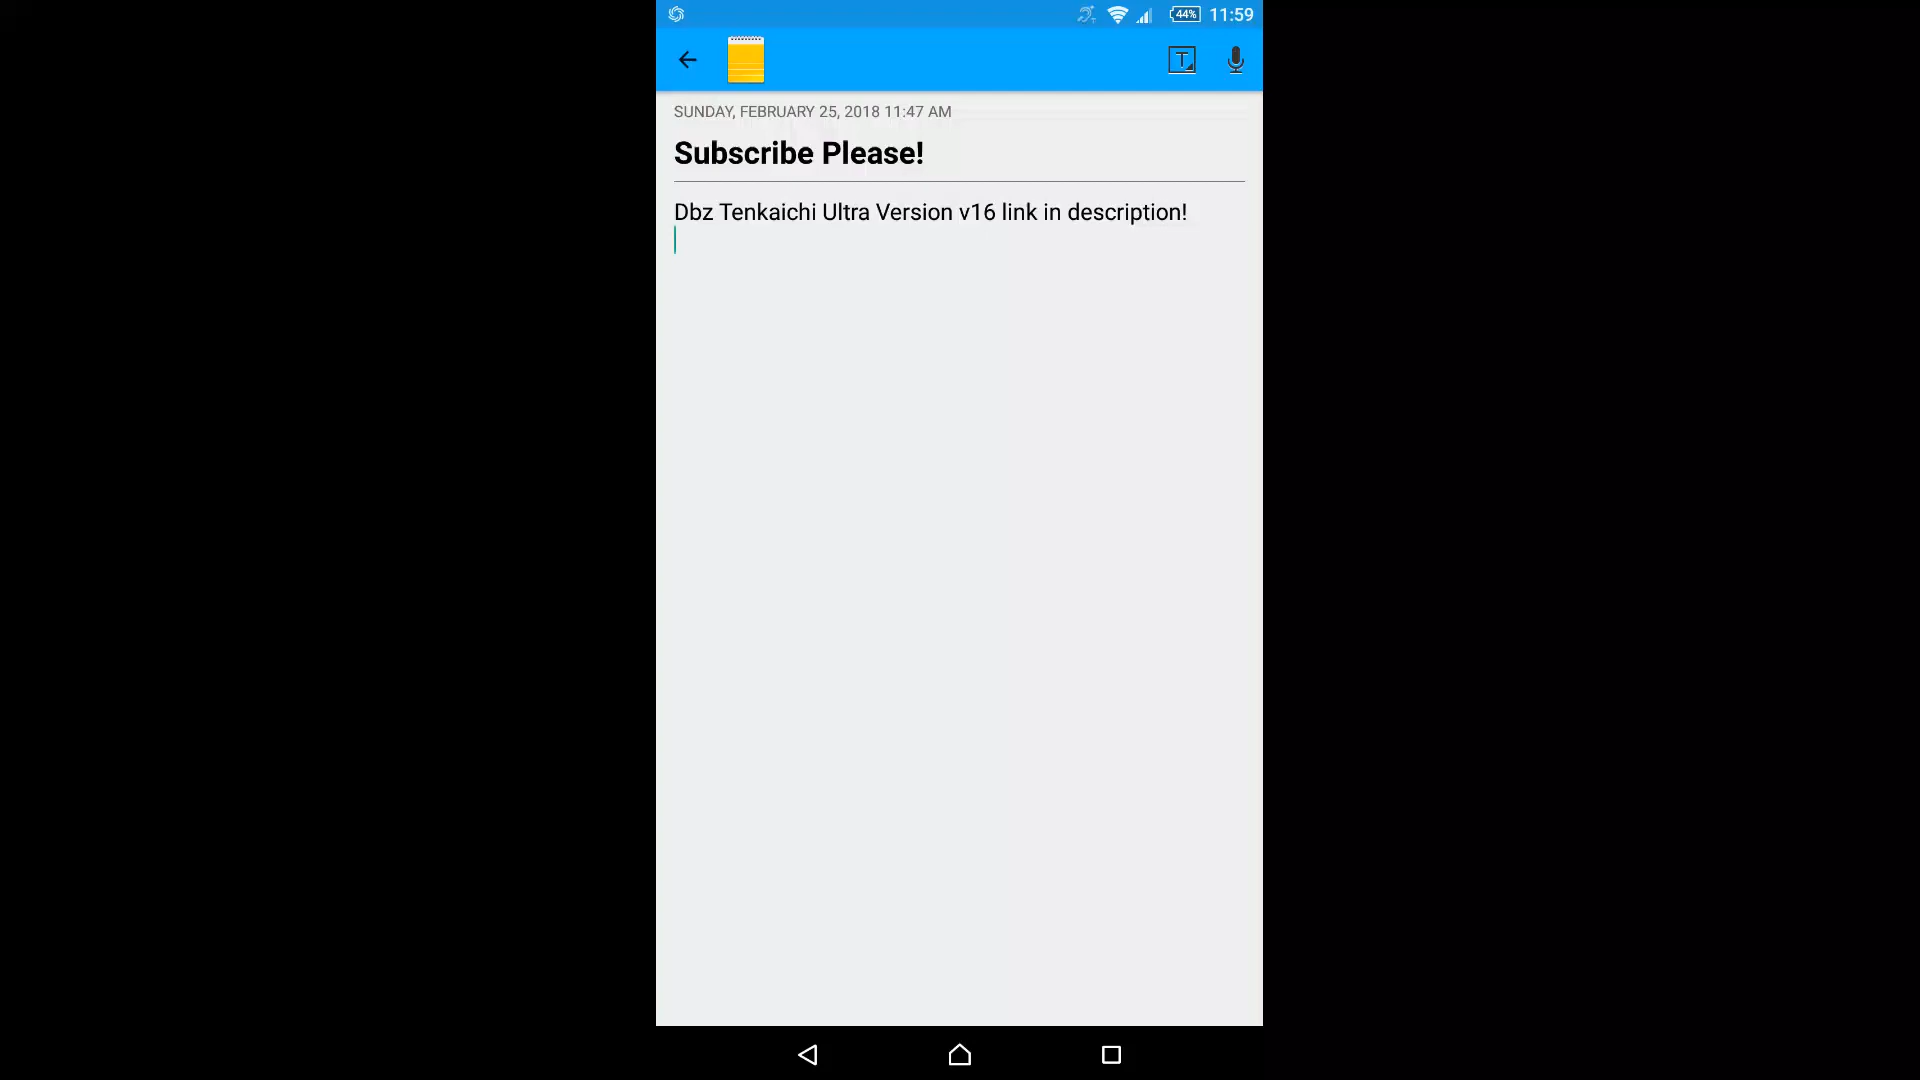 44% 11:59
T
SUNDAY, FEBRUARY 25, 2018 11:47 AM
Subscribe Please!
Dbz Tenkaichi Ultra Version v16 link in description!